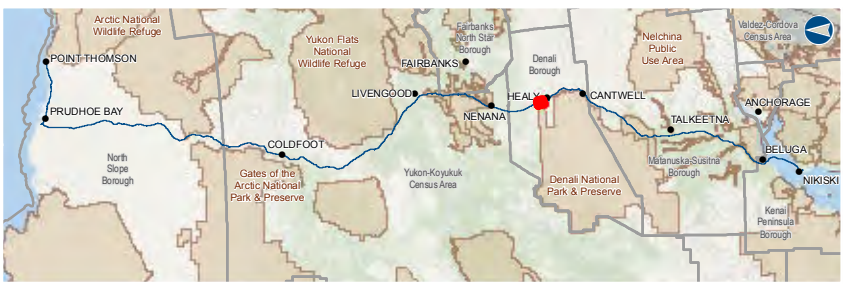 Arctic National
Wildlife Refuge
POINT THOMSON
PRUDHOE BAY
North
Slope
Borough
COLDFOOT
Gates of the
Arctic National
Park & Preserve
Yukon Flats
National
Wildlife Refuge
LIVENGOOD
FAIRBANKS
Fairbanks
North Star
Borough
NENANA
Yukon-Koyukuk
Census Area
Denali
Borough
HEALY
CANTWELL
Denali National
Park & Preserve
Nelchina
Public
Use Area
TALKEETNA
Matanuska-Susitna
Borough
Valdez-Cordova
Census Area
ANCHORAGE
BELUGA
NIKISKI
Kenai
Peninsula
Borough